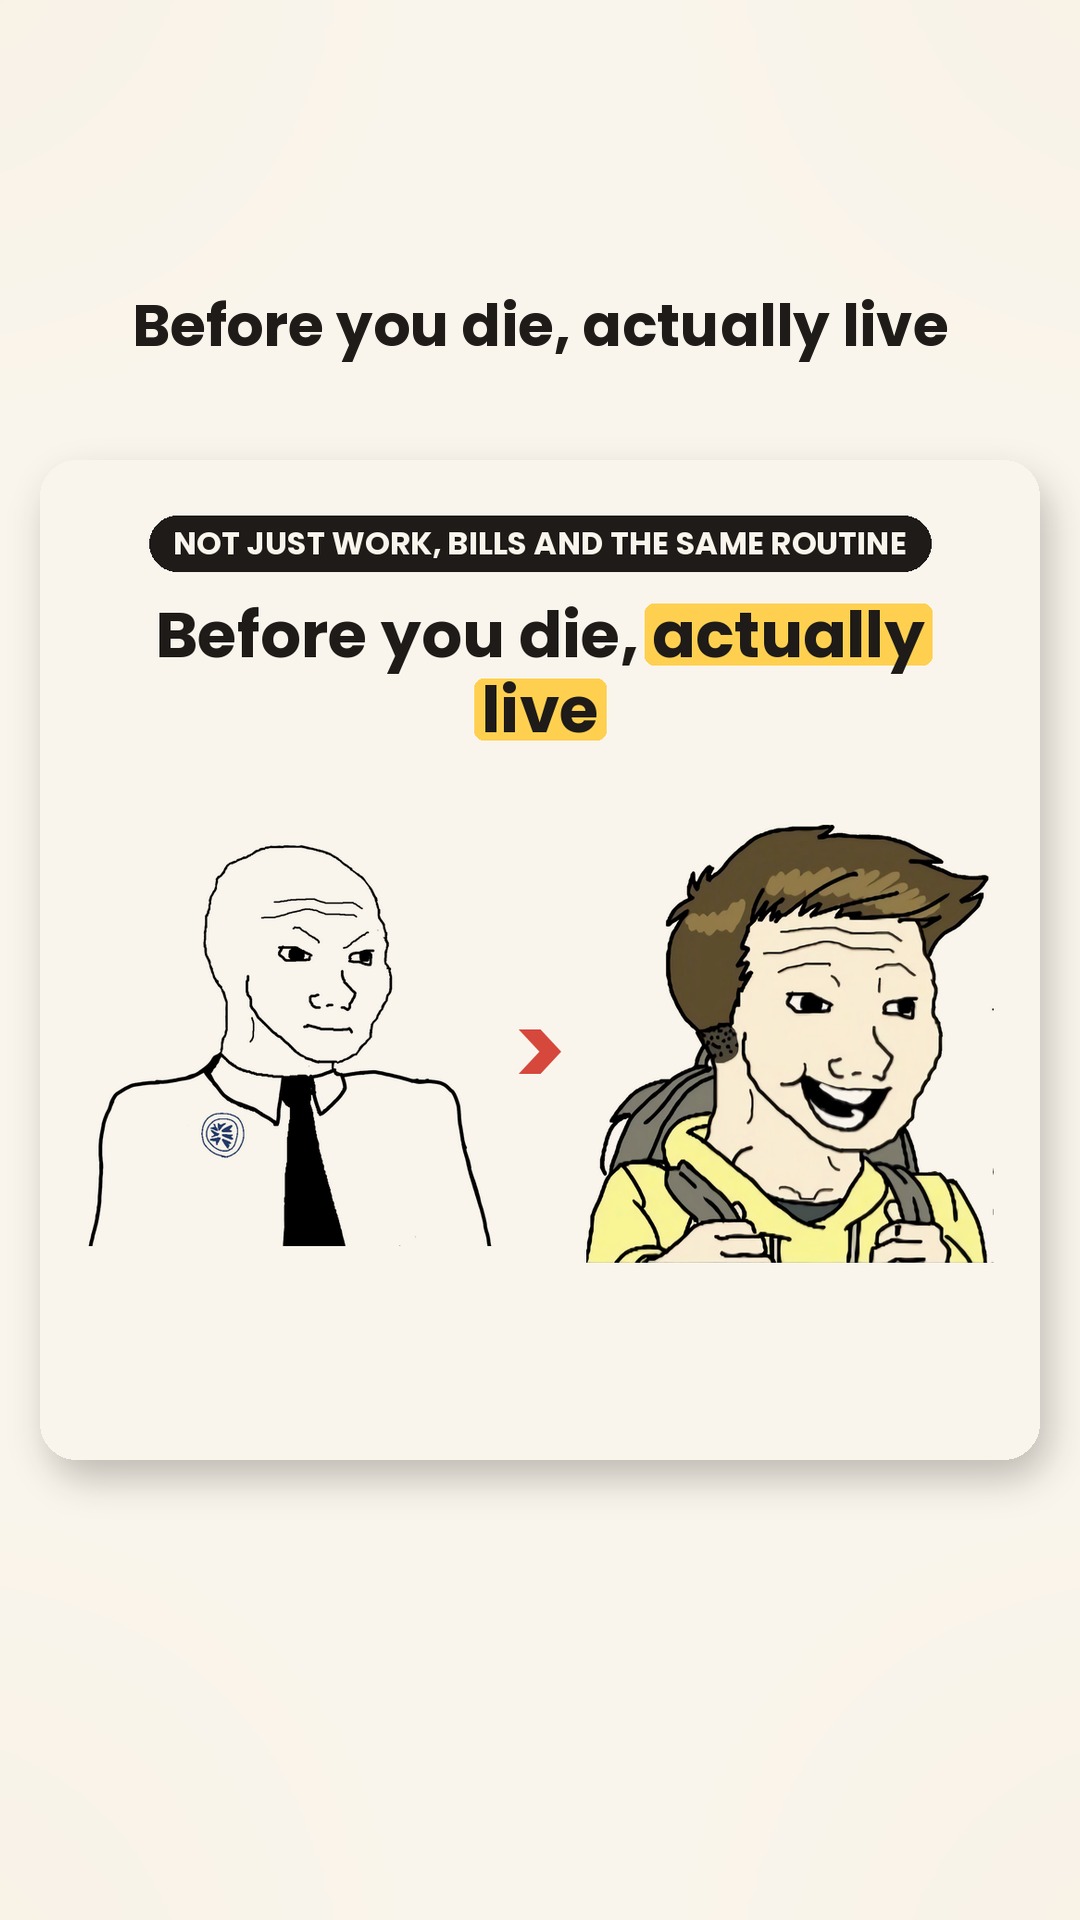 Before you die, actually live
NOT JUST WORK, BILLS AND THE SAME ROUTINE
Before you die, actually
live